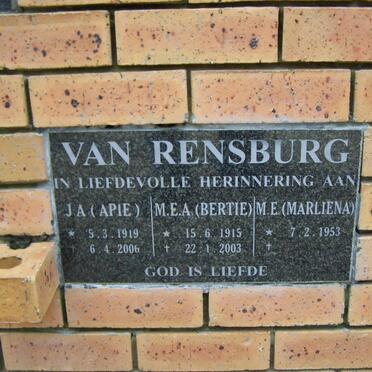 VAN RENSBURG
IN LIEFDEVOLLE HERINNERING AAN
J.A (APIE) M.E.A (BERTIE) M.E. (MARLIENA)
* 5.3.1919 * 15.6.1915 * 7.2.1953
† 6.4.2006 † 22.1.2003 †
GOD IS LIEFDE